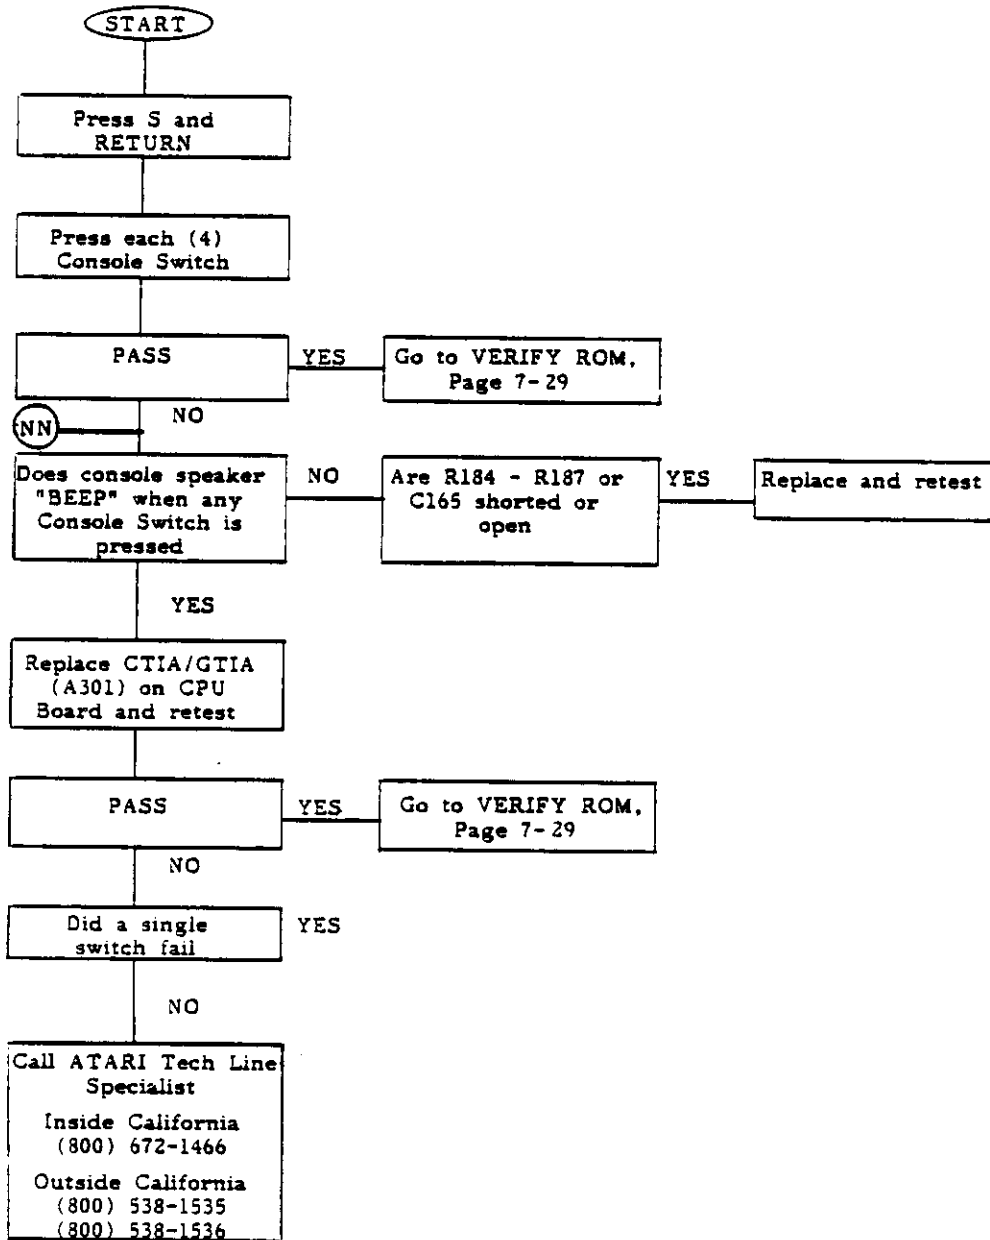 START
Press S and
RETURN
Press each (4)
Console Switch
PASS
YES
Go to VERIFY ROM,
Page 7-29
NO
NN
Does console speaker
"BEEP" when any
Console Switch is
pressed
NO
Are R184 - R187 or
C165 shorted or
open
YES
Replace and retest
YES
Replace CTIA/GTIA
(A301) on CPU
Board and retest
PASS
YES
Go to VERIFY ROM,
Page 7-29
NO
Did a single
switch fail
YES
NO
Call ATARI Tech Line
Specialist
Inside California
(800) 672-1466
Outside California
(800) 538-1535
(800) 538-1536